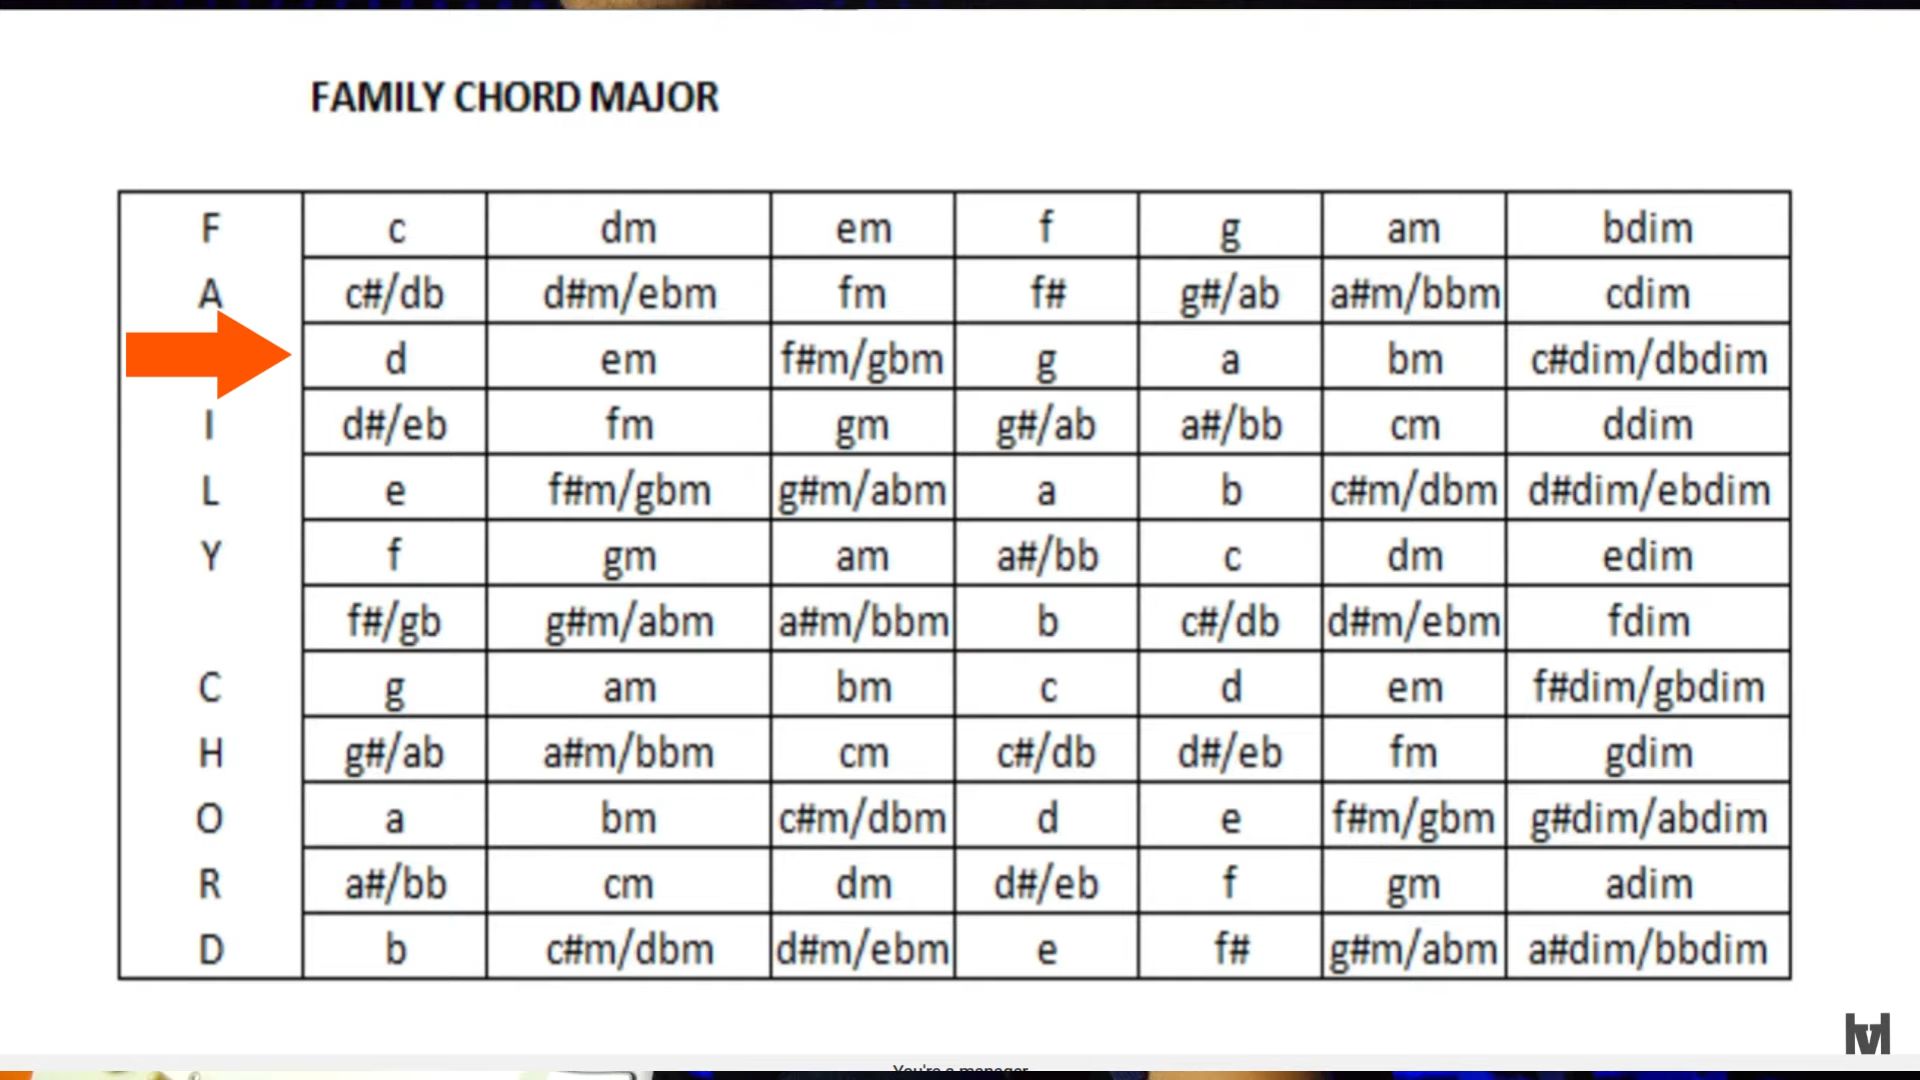 FAMILY CHORD MAJOR
F c dm em f g am bdim
A c#/db d#m/ebm fm f# g#/ab a#m/bbm cdim
d em f#m/gbm g a bm c#dim/dbdim
I d#/eb fm gm g#/ab a#/bb cm ddim
L e f#m/gbm g#m/abm a b c#m/dbm d#dim/ebdim
Y f gm am a#/bb c dm edim
f#/gb g#m/abm a#m/bbm b c#/db d#m/ebm fdim
C g am bm c d em f#dim/gbdim
H g#/ab a#m/bbm cm c#/db d#/eb fm gdim
O a bm c#m/dbm d e f#m/gbm g#dim/abdim
R a#/bb cm dm d#/eb f gm adim
D b c#m/dbm d#m/ebm e f# g#m/abm a#dim/bbdim
You're a manager